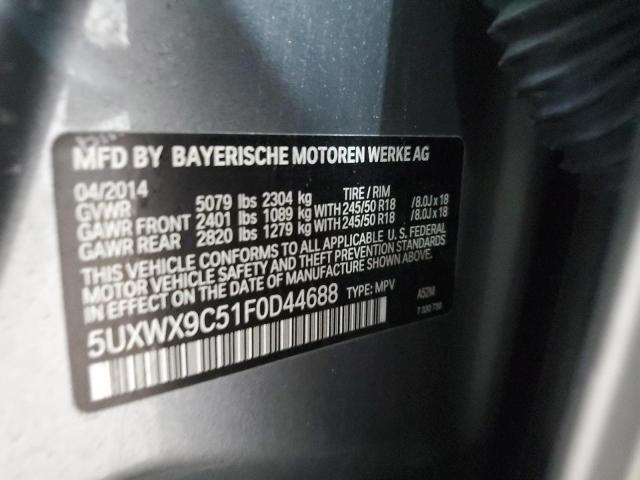 MFD BY BAYERISCHE MOTOREN WERKE AG
04/2014 TIRE / RIM
GVWR 5079 lbs 2304 kg
GAWR FRONT 2401 lbs 1089 kg WITH 245/50 R18 /8.0J x 18
GAWR REAR 2820 lbs 1279 kg WITH 245/50 R18 /8.0J x 18
THIS VEHICLE CONFORMS TO ALL APPLICABLE U.S. FEDERAL
MOTOR VEHICLE SAFETY AND THEFT PREVENTION STANDARDS
IN EFFECT ON THE DATE OF MANUFACTURE SHOWN ABOVE.
5UXWX9C51F0D44688 TYPE: MPV